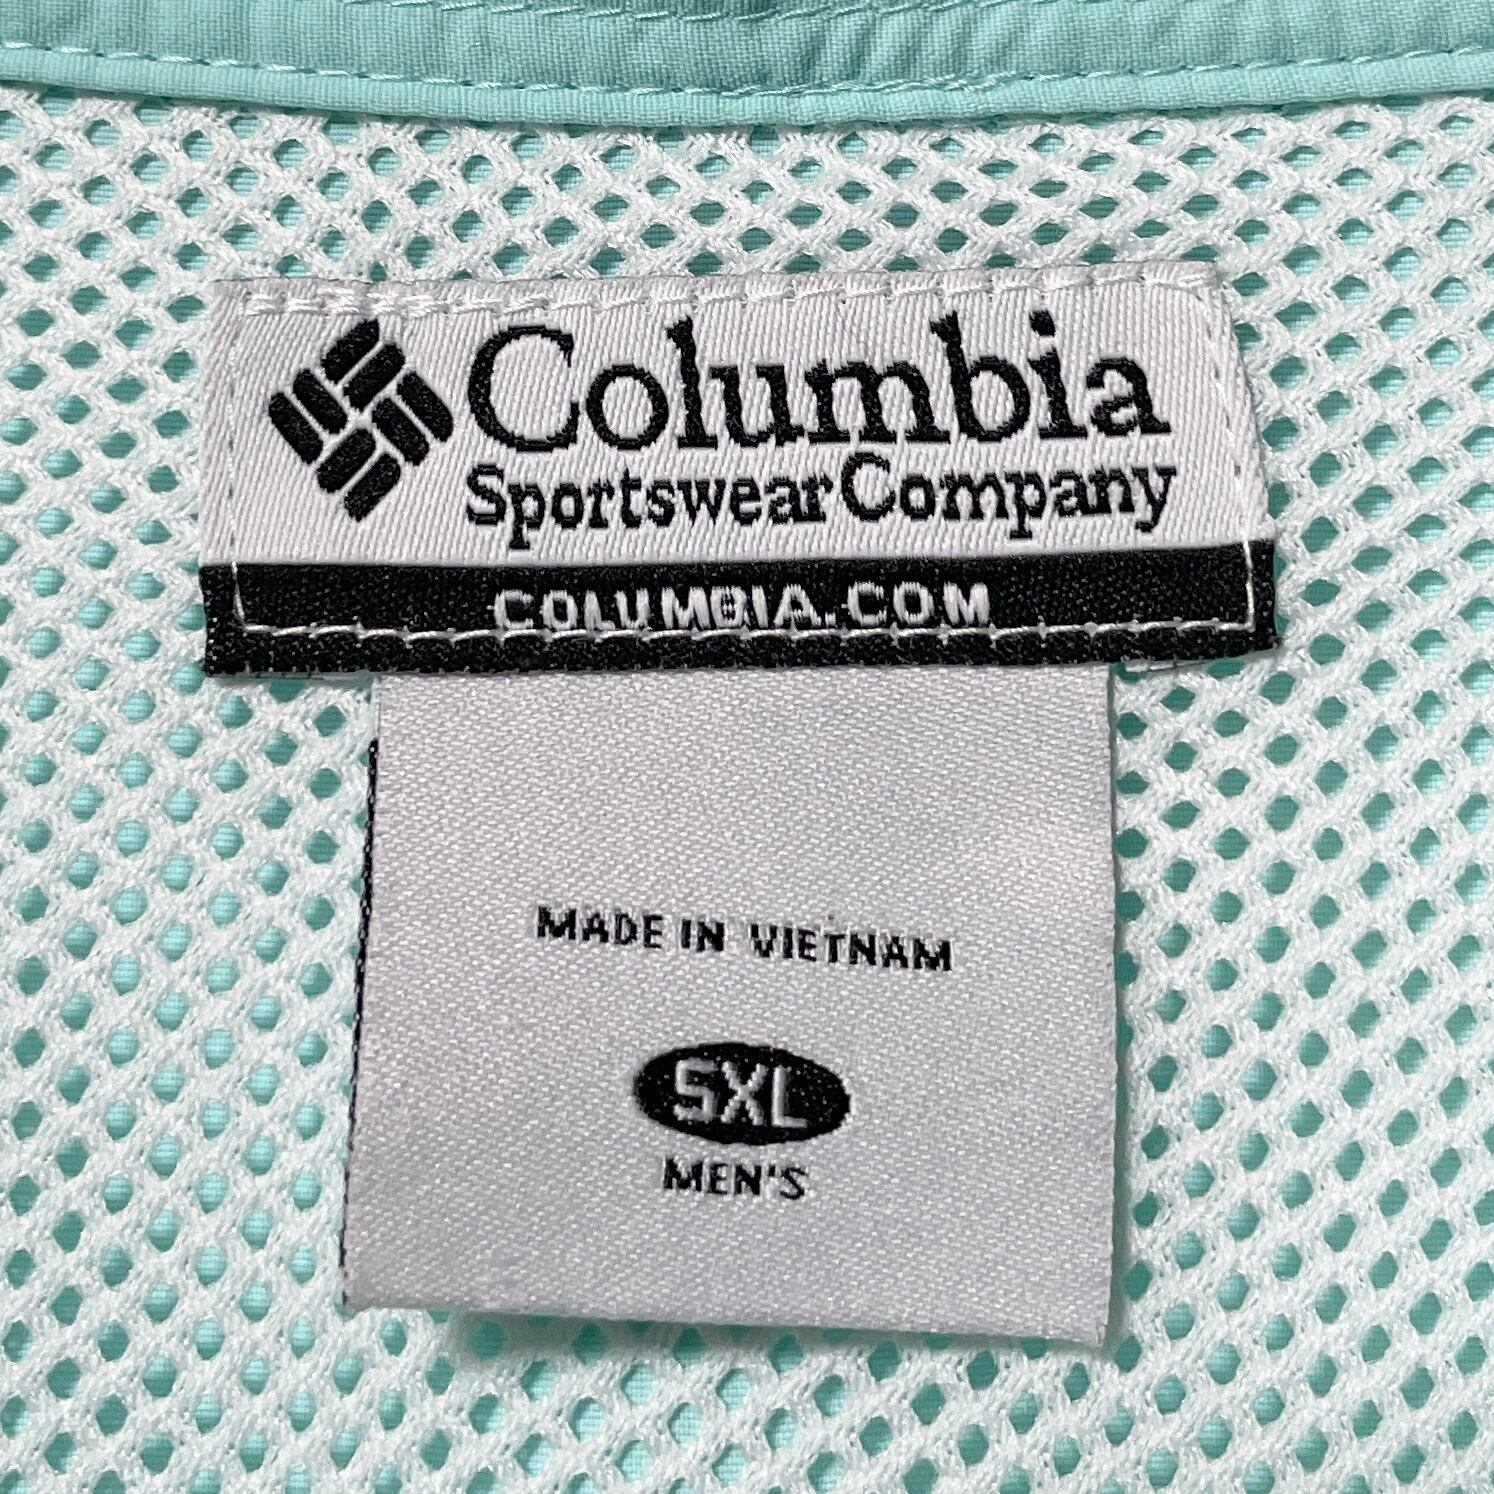 Columbia
Sportswear Company
COLUMBIA.COM
MADE IN VIETNAM
5XL
MEN'S